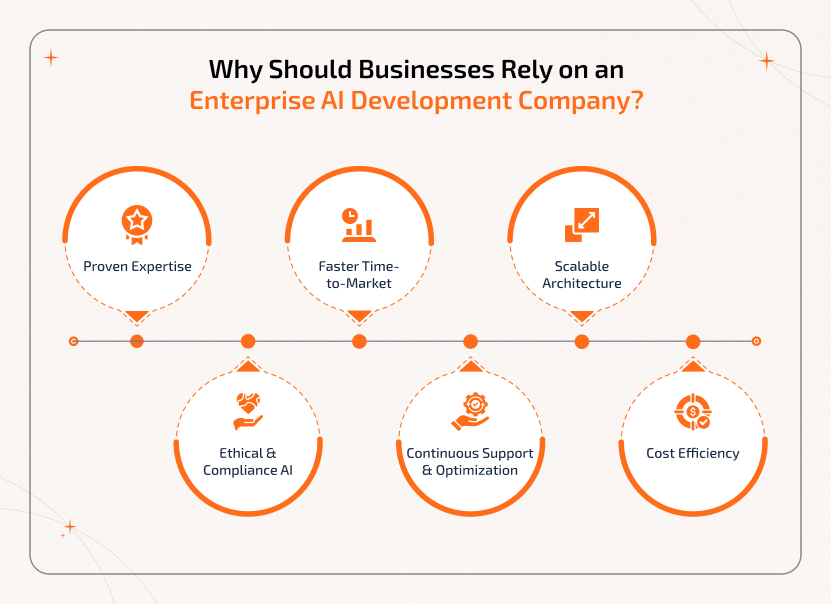 Why Should Businesses Rely on an
Enterprise AI Development Company?
Proven Expertise
Faster Time-
to-Market
Scalable
Architecture
Ethical &
Compliance AI
Continuous Support
& Optimization
Cost Efficiency